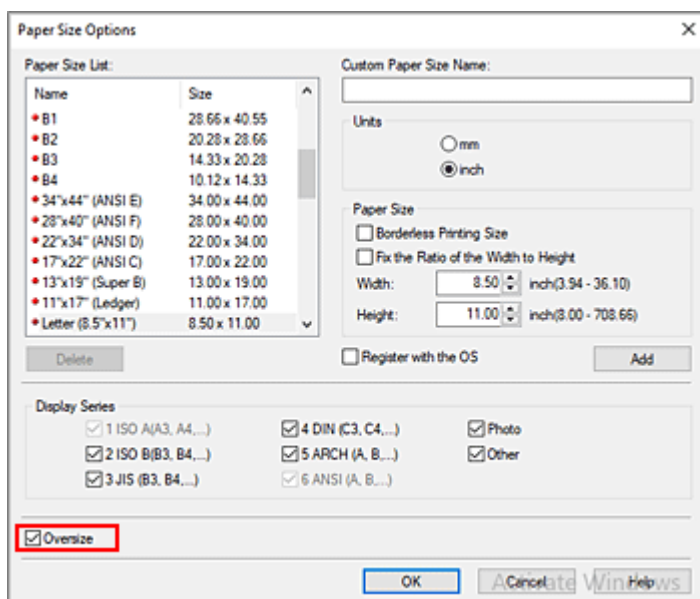 Paper Size Options
Paper Size List:
Name Size
B1 28.66 x 40.55
B2 20.28 x 28.66
B3 14.33 x 20.28
B4 10.12 x 14.33
34"x44" (ANSI E) 34.00 x 44.00
28"x40" (ANSI F) 28.00 x 40.00
22"x34" (ANSI D) 22.00 x 34.00
17"x22" (ANSI C) 17.00 x 22.00
13"x19" (Super B) 13.00 x 19.00
11"x17" (Ledger) 11.00 x 17.00
Letter (8.5"x11") 8.50 x 11.00
Delete
Custom Paper Size Name:
Units
mm
inch
Paper Size
Borderless Printing Size
Fix the Ratio of the Width to Height
Width: 8.50 inch(3.94 - 36.10)
Height: 11.00 inch(8.00 - 708.66)
Register with the OS Add
Display Series
1 ISO A(A3, A4,...) 4 DIN (C3, C4,...) Photo
2 ISO B(B3, B4,...) 5 ARCH (A, B,...) Other
3 JIS (B3, B4,...) 6 ANSI (A, B,...)
Oversize
OK Cancel Help
Activate Windows